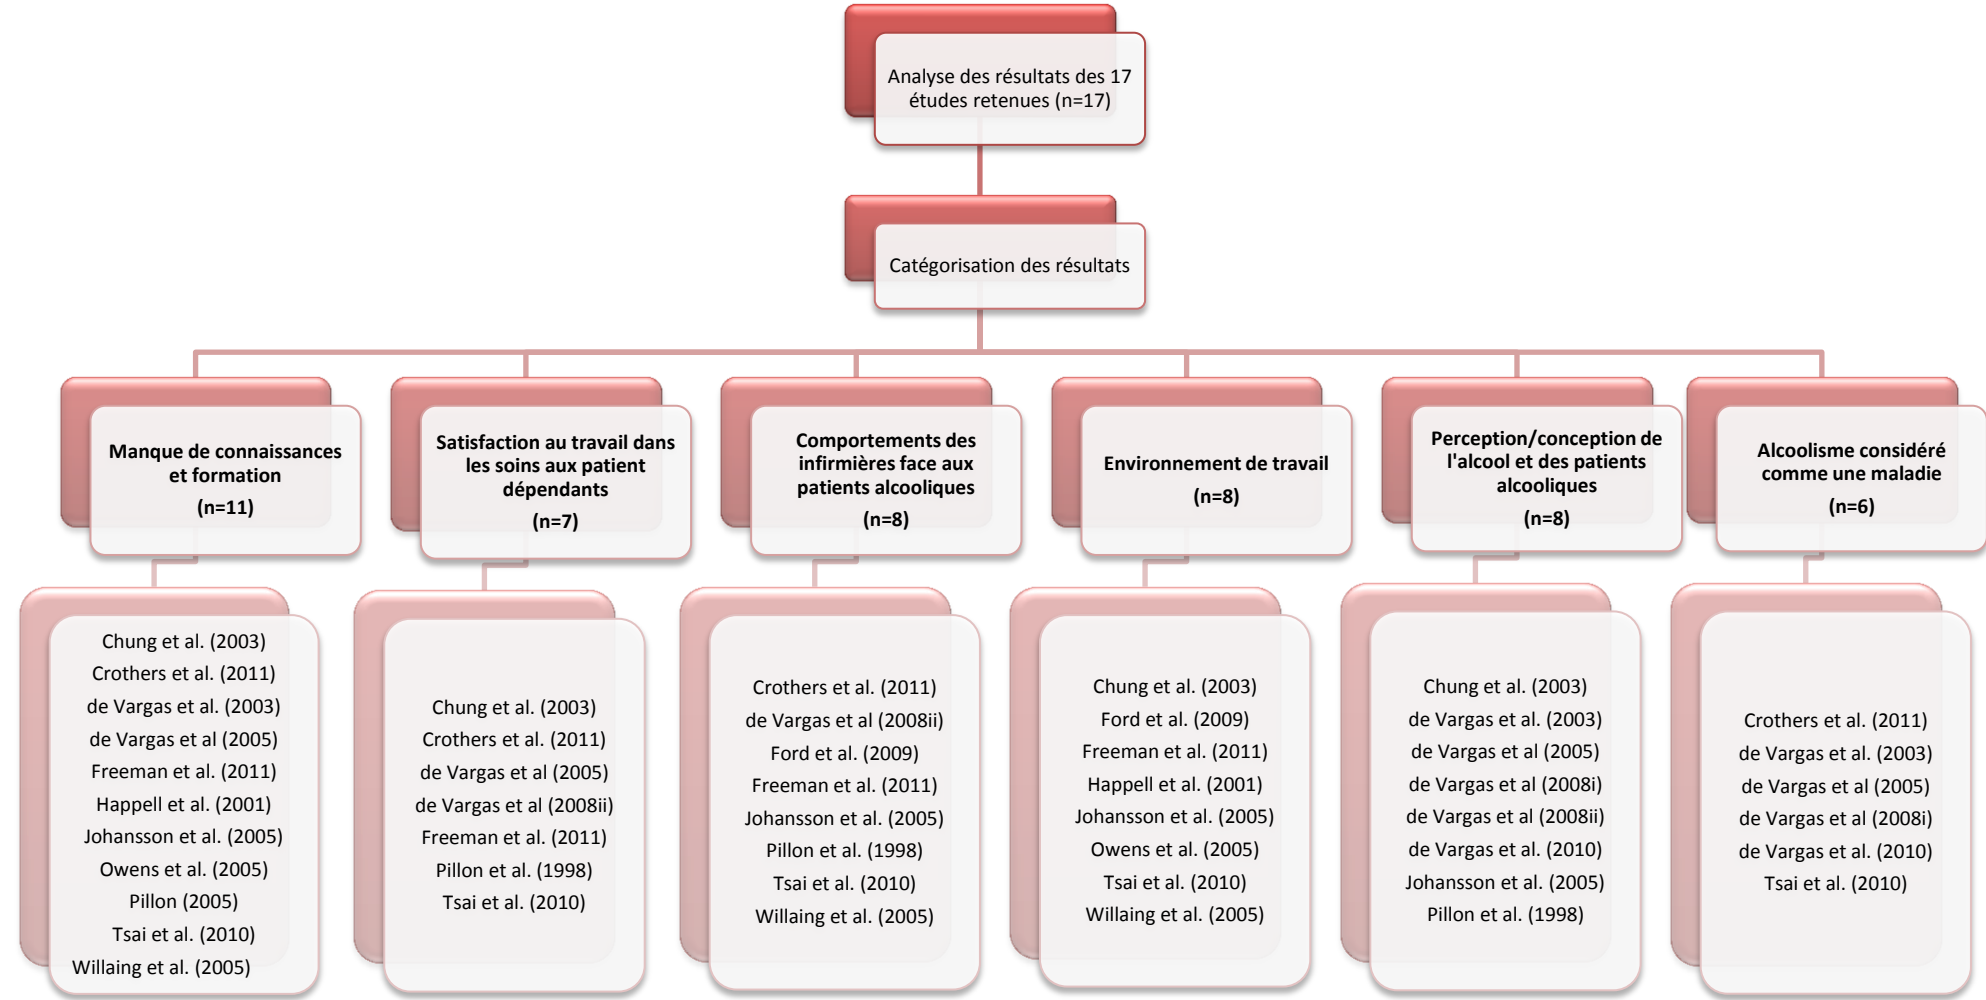 Analyse des résultats des 17
études retenues (n=17)
Catégorisation des résultats
Manque de connaissances
et formation
(n=11)
Satisfaction au travail dans
les soins aux patient
dépendants
(n=7)
Comportements des
infirmières face aux
patients alcooliques
(n=8)
Environnement de travail
(n=8)
Perception/conception de
l'alcool et des patients
alcooliques
(n=8)
Alcoolisme considéré
comme une maladie
(n=6)
Chung et al. (2003)
Crothers et al. (2011)
de Vargas et al. (2003)
de Vargas et al (2005)
Freeman et al. (2011)
Happell et al. (2001)
Johansson et al. (2005)
Owens et al. (2005)
Pillon (2005)
Tsai et al. (2010)
Willaing et al. (2005)
Chung et al. (2003)
Crothers et al. (2011)
de Vargas et al (2005)
de Vargas et al (2008ii)
Freeman et al. (2011)
Pillon et al. (1998)
Tsai et al. (2010)
Crothers et al. (2011)
de Vargas et al (2008ii)
Ford et al. (2009)
Freeman et al. (2011)
Johansson et al. (2005)
Pillon et al. (1998)
Tsai et al. (2010)
Willaing et al. (2005)
Chung et al. (2003)
Ford et al. (2009)
Freeman et al. (2011)
Happell et al. (2001)
Johansson et al. (2005)
Owens et al. (2005)
Tsai et al. (2010)
Willaing et al. (2005)
Chung et al. (2003)
de Vargas et al. (2003)
de Vargas et al (2005)
de Vargas et al (2008i)
de Vargas et al (2008ii)
de Vargas et al. (2010)
Johansson et al. (2005)
Pillon et al. (1998)
Crothers et al. (2011)
de Vargas et al. (2003)
de Vargas et al (2005)
de Vargas et al (2008i)
de Vargas et al. (2010)
Tsai et al. (2010)